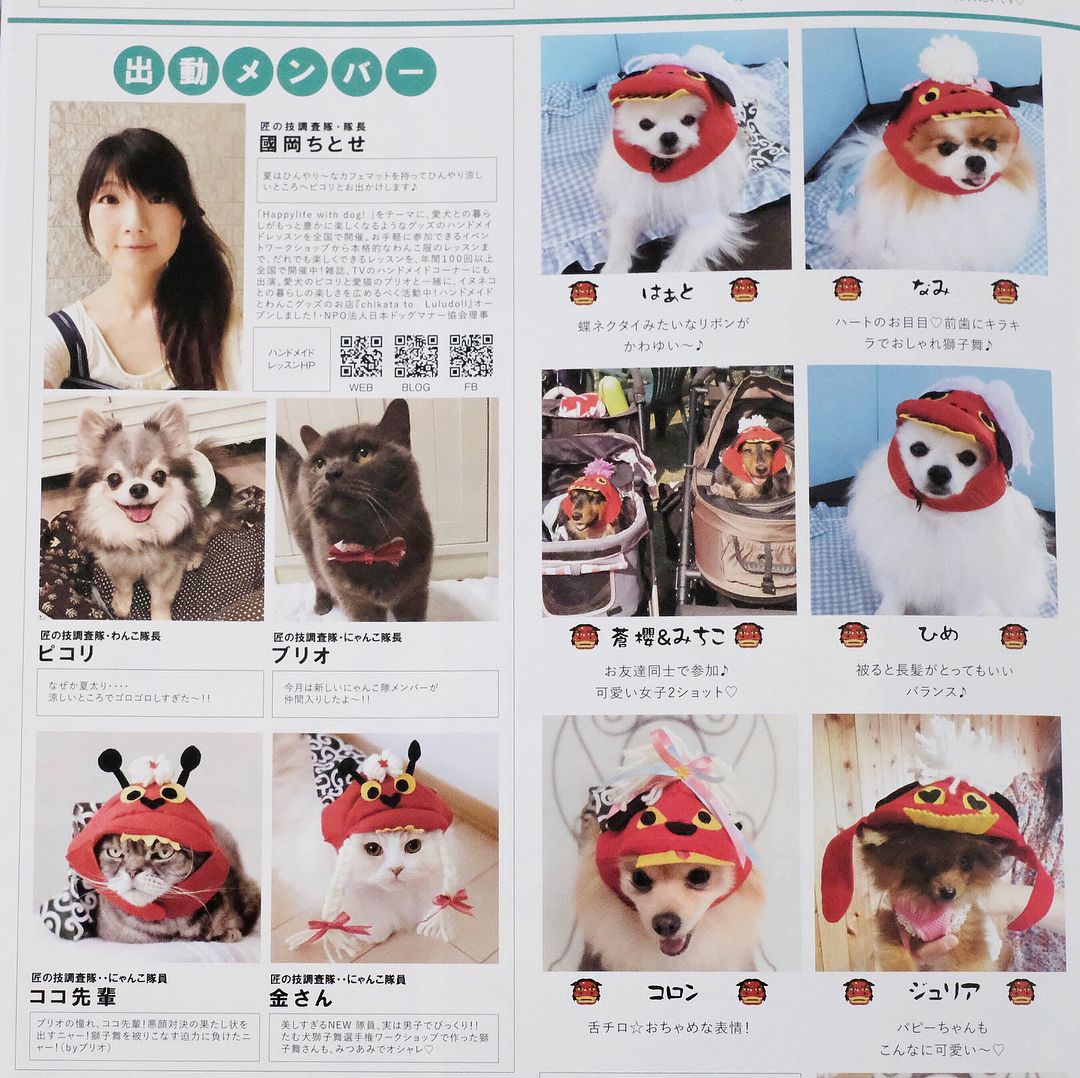 出動メンバー
匠の技調査隊・隊長
國岡ちとせ
夏はひんやり〜なカフェマットを持ってひんやり涼し
いところへピコリとお出かけします♪
「Happylife with dog! 」をテーマに、愛犬との暮ら
しがもっと豊かに楽しくなるようなグッズのハンドメイ
ドレッスンを全国で開催。お手軽に参加できるイベン
トワークショップから本格的なわんこ服のレッスンま
で、だれでも楽しくできるレッスンを、年間100回以上
全国で開催中!雑誌、TVのハンドメイドコーナーにも
出演。愛犬のピコリと愛猫のブリオと一緒に、イヌネコ
との暮らしの楽しさを広めるべく活動中!ハンドメイド
とわんこグッズのお店『chikata to Luludoll』オー
プンしました!・NPO法人日本ドッグマナー協会理事
ハンドメイド
レッスンHP
WEB BLOG FB
匠の技調査隊・わんこ隊長
ピコリ
なぜか夏太り‥‥
涼しいところでゴロゴロしすぎた〜!!
匠の技調査隊・にゃんこ隊長
ブリオ
今月は新しいにゃんこ隊メンバーが
仲間入りしたよ〜!!
匠の技調査隊・・にゃんこ隊員
ココ先輩
ブリオの憧れ、ココ先輩!悪顔対決の果たし状を
出すニャー!獅子舞を被りこなす迫力に負けたニ
ャー!(byブリオ)
匠の技調査隊・・にゃんこ隊員
金さん
美しすぎるNEW 隊員、実は男子でびっくり!!
たむ犬獅子舞選手権ワークショップで作った獅
子舞さんも、みつあみでオシャレ♡
はぁと
蝶ネクタイみたいなリボンが
かわゆい〜♪
なみ
ハートのお目目♡前歯にキラキ
ラでおしゃれ獅子舞♪
蒼櫻&みちこ
お友達同士で参加♪
可愛い女子2ショット♡
ひめ
被ると長髪がとってもいい
バランス♪
コロン
舌チロ☆おちゃめな表情!
ジュリア
パピーちゃんも
こんなに可愛い〜♡